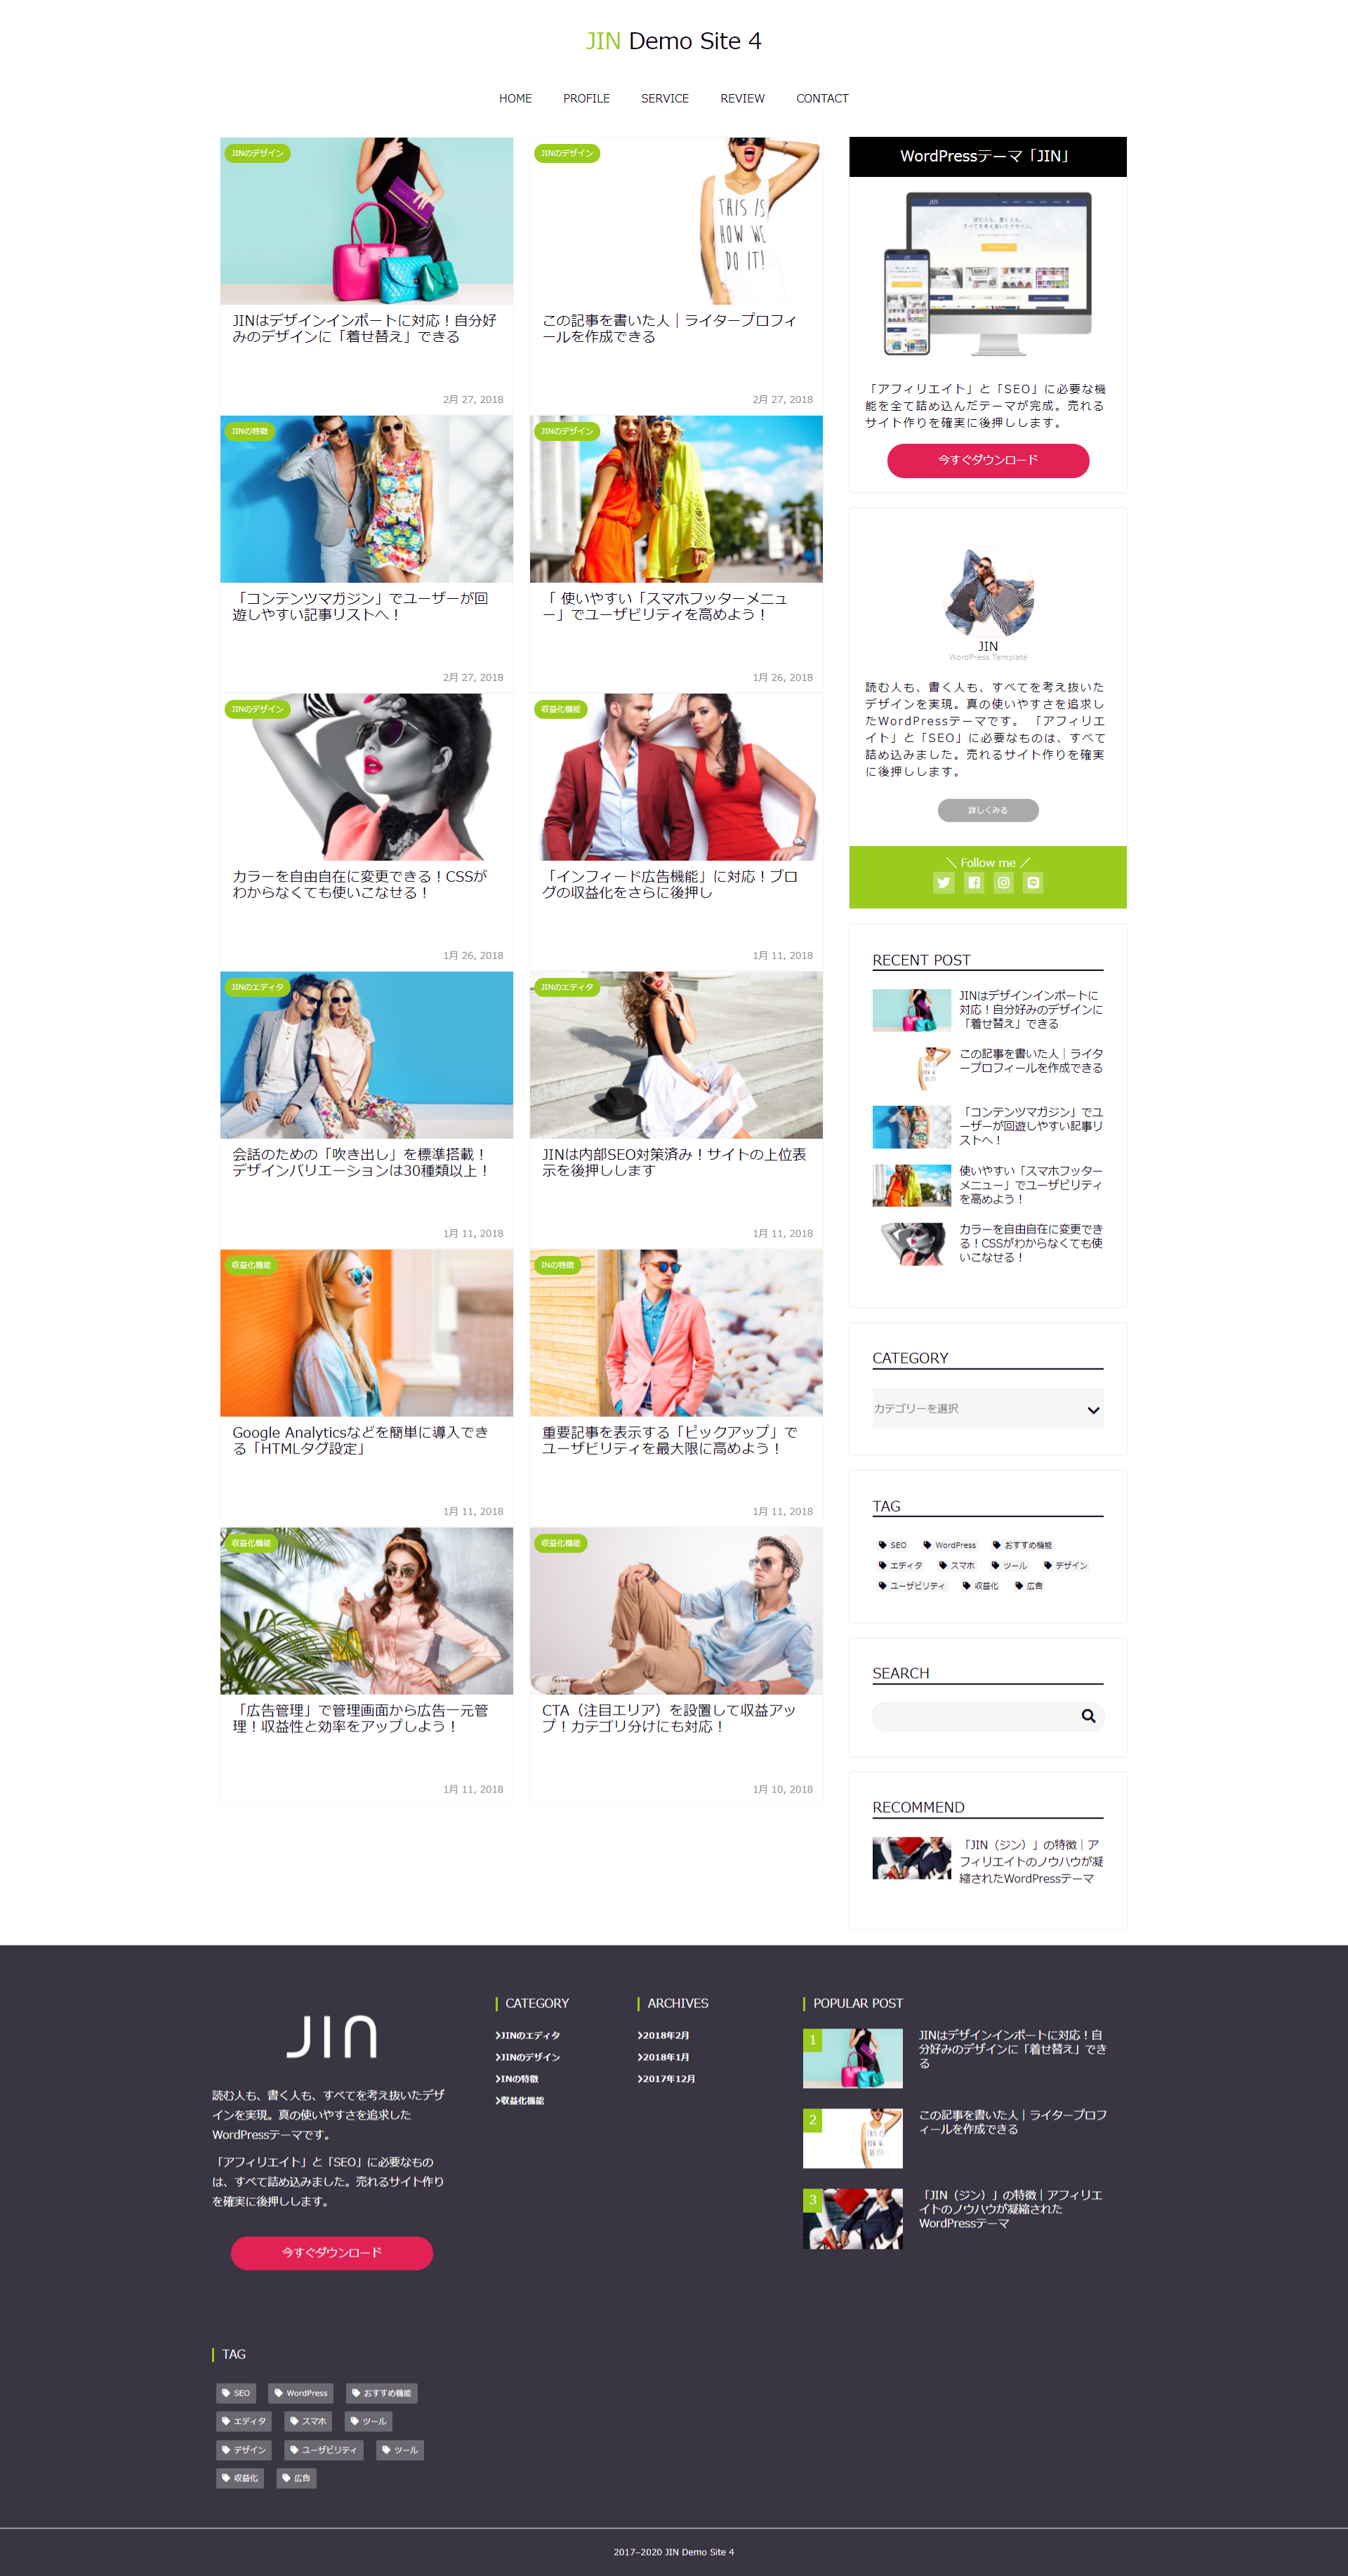 JIN Demo Site 4
HOME PROFILE SERVICE REVIEW CONTACT
JINのデザイン
JINはデザインインポートに対応！自分好
みのデザインに「着せ替え」できる
2月 27, 2018
JINのデザイン
THIS IS
HOW WE
DO IT!
この記事を書いた人｜ライタープロフィ
ールを作成できる
2月 27, 2018
JINの特徴
「コンテンツマガジン」でユーザーが回
遊しやすい記事リストへ！
2月 27, 2018
JINのデザイン
「 使いやすい「スマホフッターメニュ
ー」でユーザビリティを高めよう！
1月 26, 2018
JINのデザイン
カラーを自由自在に変更できる！CSSが
わからなくても使いこなせる！
1月 26, 2018
収益化機能
「インフィード広告機能」に対応！ブロ
グの収益化をさらに後押し
1月 11, 2018
JINのエディタ
会話のための「吹き出し」を標準搭載！
デザインバリエーションは30種類以上！
1月 11, 2018
JINのエディタ
JINは内部SEO対策済み！サイトの上位表
示を後押しします
1月 11, 2018
収益化機能
Google Analyticsなどを簡単に導入でき
る「HTMLタグ設定」
1月 11, 2018
INの特徴
重要記事を表示する「ピックアップ」で
ユーザビリティを最大限に高めよう！
1月 11, 2018
収益化機能
「広告管理」で管理画面から広告一元管
理！収益性と効率をアップしよう！
1月 11, 2018
収益化機能
CTA（注目エリア）を設置して収益アッ
プ！カテゴリ分けにも対応！
1月 10, 2018
WordPressテーマ「JIN」
JIN
読む人も、書く人も、
すべてを考え抜いたデザイン。
「アフィリエイト」と「SEO」に必要な機
能を全て詰め込んだテーマが完成。売れる
サイト作りを確実に後押しします。
今すぐダウンロード
JIN
WordPress Template
読む人も、書く人も、すべてを考え抜いた
デザインを実現。真の使いやすさを追求し
たWordPressテーマです。 「アフィリエ
イト」と「SEO」に必要なものは、すべて
詰め込みました。売れるサイト作りを確実
に後押しします。
詳しくみる
＼ Follow me ／
RECENT POST
JINはデザインインポートに
対応！自分好みのデザインに
「着せ替え」できる
この記事を書いた人｜ライタ
ープロフィールを作成できる
「コンテンツマガジン」でユ
ーザーが回遊しやすい記事リ
ストへ！
使いやすい「スマホフッター
メニュー」でユーザビリティ
を高めよう！
カラーを自由自在に変更でき
る！CSSがわからなくても使
いこなせる！
CATEGORY
カテゴリーを選択
TAG
SEO WordPress おすすめ機能
エディタ スマホ ツール デザイン
ユーザビリティ 収益化 広告
SEARCH
RECOMMEND
「JIN（ジン）」の特徴｜ア
フィリエイトのノウハウが凝
縮されたWordPressテーマ
JIN
読む人も、書く人も、すべてを考え抜いたデザ
インを実現。真の使いやすさを追求した
WordPressテーマです。
「アフィリエイト」と「SEO」に必要なもの
は、すべて詰め込みました。売れるサイト作り
を確実に後押しします。
今すぐダウンロード
CATEGORY
JINのエディタ
JINのデザイン
INの特徴
収益化機能
ARCHIVES
2018年2月
2018年1月
2017年12月
POPULAR POST
1
JINはデザインインポートに対応！自
分好みのデザインに「着せ替え」でき
る
2
この記事を書いた人｜ライタープロフ
ィールを作成できる
3
「JIN（ジン）」の特徴｜アフィリエ
イトのノウハウが凝縮された
WordPressテーマ
TAG
SEO WordPress おすすめ機能
エディタ スマホ ツール
デザイン ユーザビリティ ツール
収益化 広告
2017–2020 JIN Demo Site 4